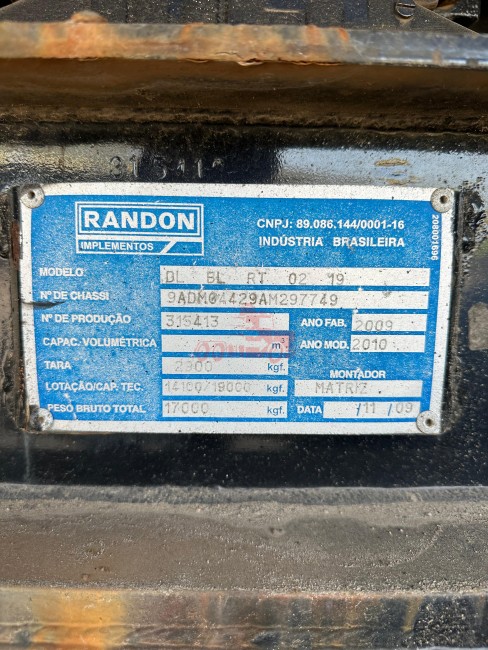 RANDON
IMPLEMENTOS
CNPJ: 89.086.144/0001-16
INDÚSTRIA BRASILEIRA
206001696
MODELO DL BL RT 02 19
Nº DE CHASSI 9ADM04429AM297749
Nº DE PRODUÇÃO 31S413 ANO FAB. 2009
CAPAC. VOLUMÉTRICA m³ ANO MOD. 2010
TARA 2900 kgf. MONTADOR
LOTAÇÃO/CAP. TEC. 14100/19000 kgf. MATRIZ
PESO BRUTO TOTAL 17000 kgf. DATA /11 /09